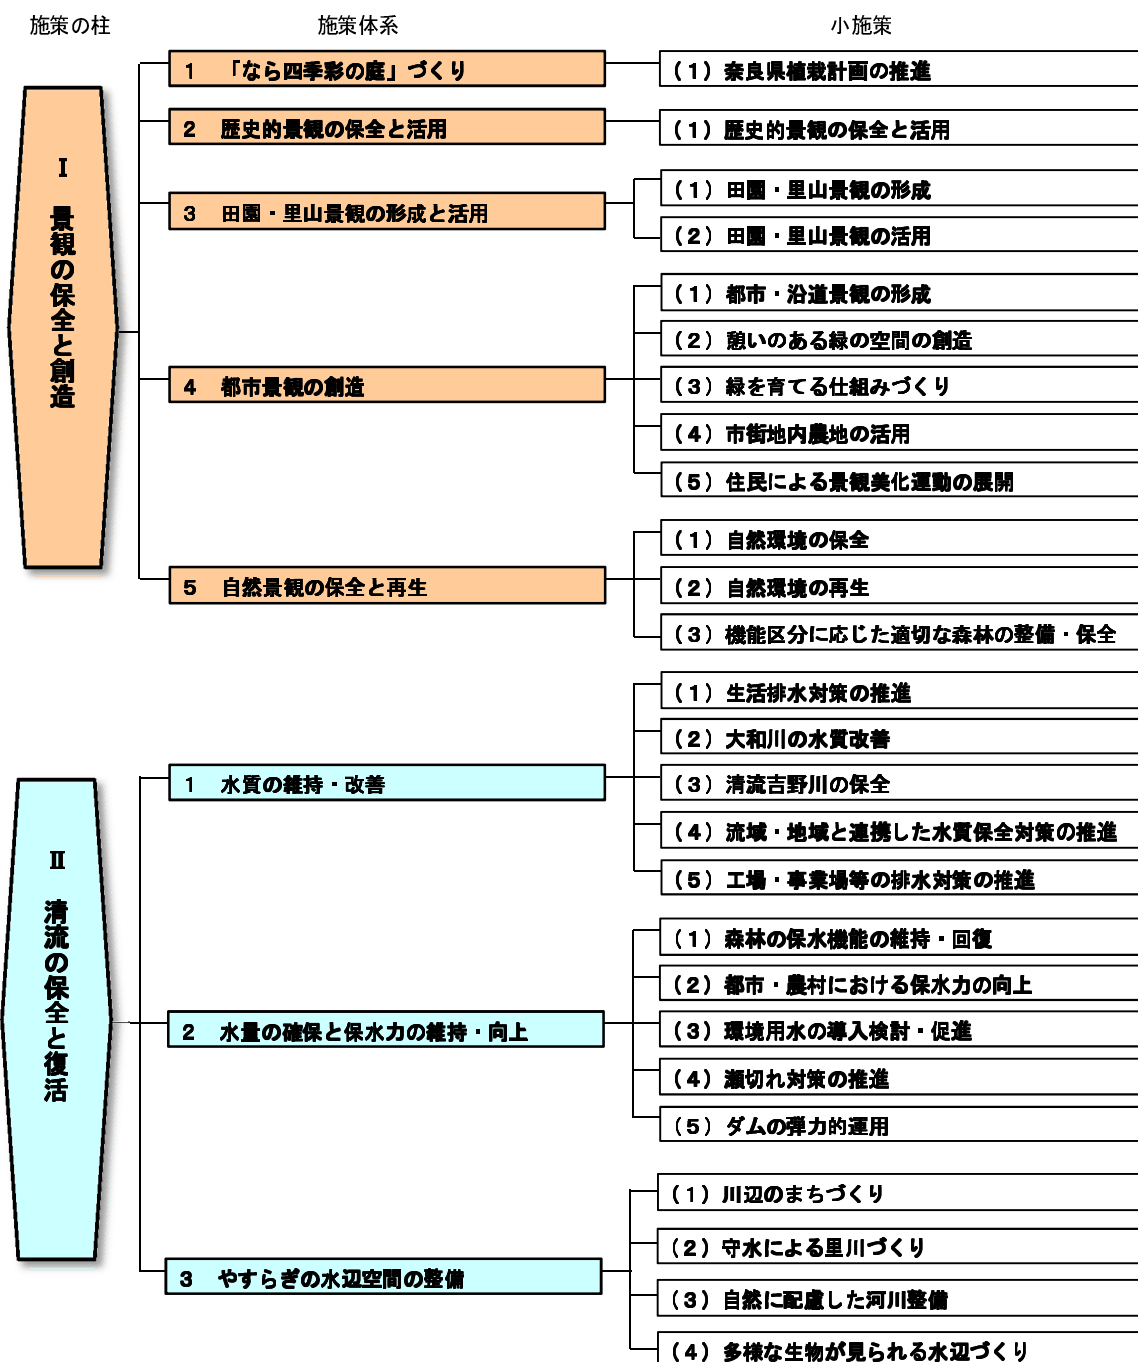 施策の柱　施策体系　小施策
Ⅰ　景観の保全と創造
1　「なら四季彩の庭」づくり
(1) 奈良県植栽計画の推進
2　歴史的景観の保全と活用
(1) 歴史的景観の保全と活用
3　田園・里山景観の形成と活用
(1) 田園・里山景観の形成
(2) 田園・里山景観の活用
4　都市景観の創造
(1) 都市・沿道景観の形成
(2) 憩いのある緑の空間の創造
(3) 緑を育てる仕組みづくり
(4) 市街地内農地の活用
(5) 住民による景観美化運動の展開
5　自然景観の保全と再生
(1) 自然環境の保全
(2) 自然環境の再生
(3) 機能区分に応じた適切な森林の整備・保全
Ⅱ　清流の保全と復活
1　水質の維持・改善
(1) 生活排水対策の推進
(2) 大和川の水質改善
(3) 清流吉野川の保全
(4) 流域・地域と連携した水質保全対策の推進
(5) 工場・事業場等の排水対策の推進
2　水量の確保と保水力の維持・向上
(1) 森林の保水機能の維持・回復
(2) 都市・農村における保水力の向上
(3) 環境用水の導入検討・促進
(4) 瀬切れ対策の推進
(5) ダムの弾力的運用
3　やすらぎの水辺空間の整備
(1) 川辺のまちづくり
(2) 守水による里川づくり
(3) 自然に配慮した河川整備
(4) 多様な生物が見られる水辺づくり